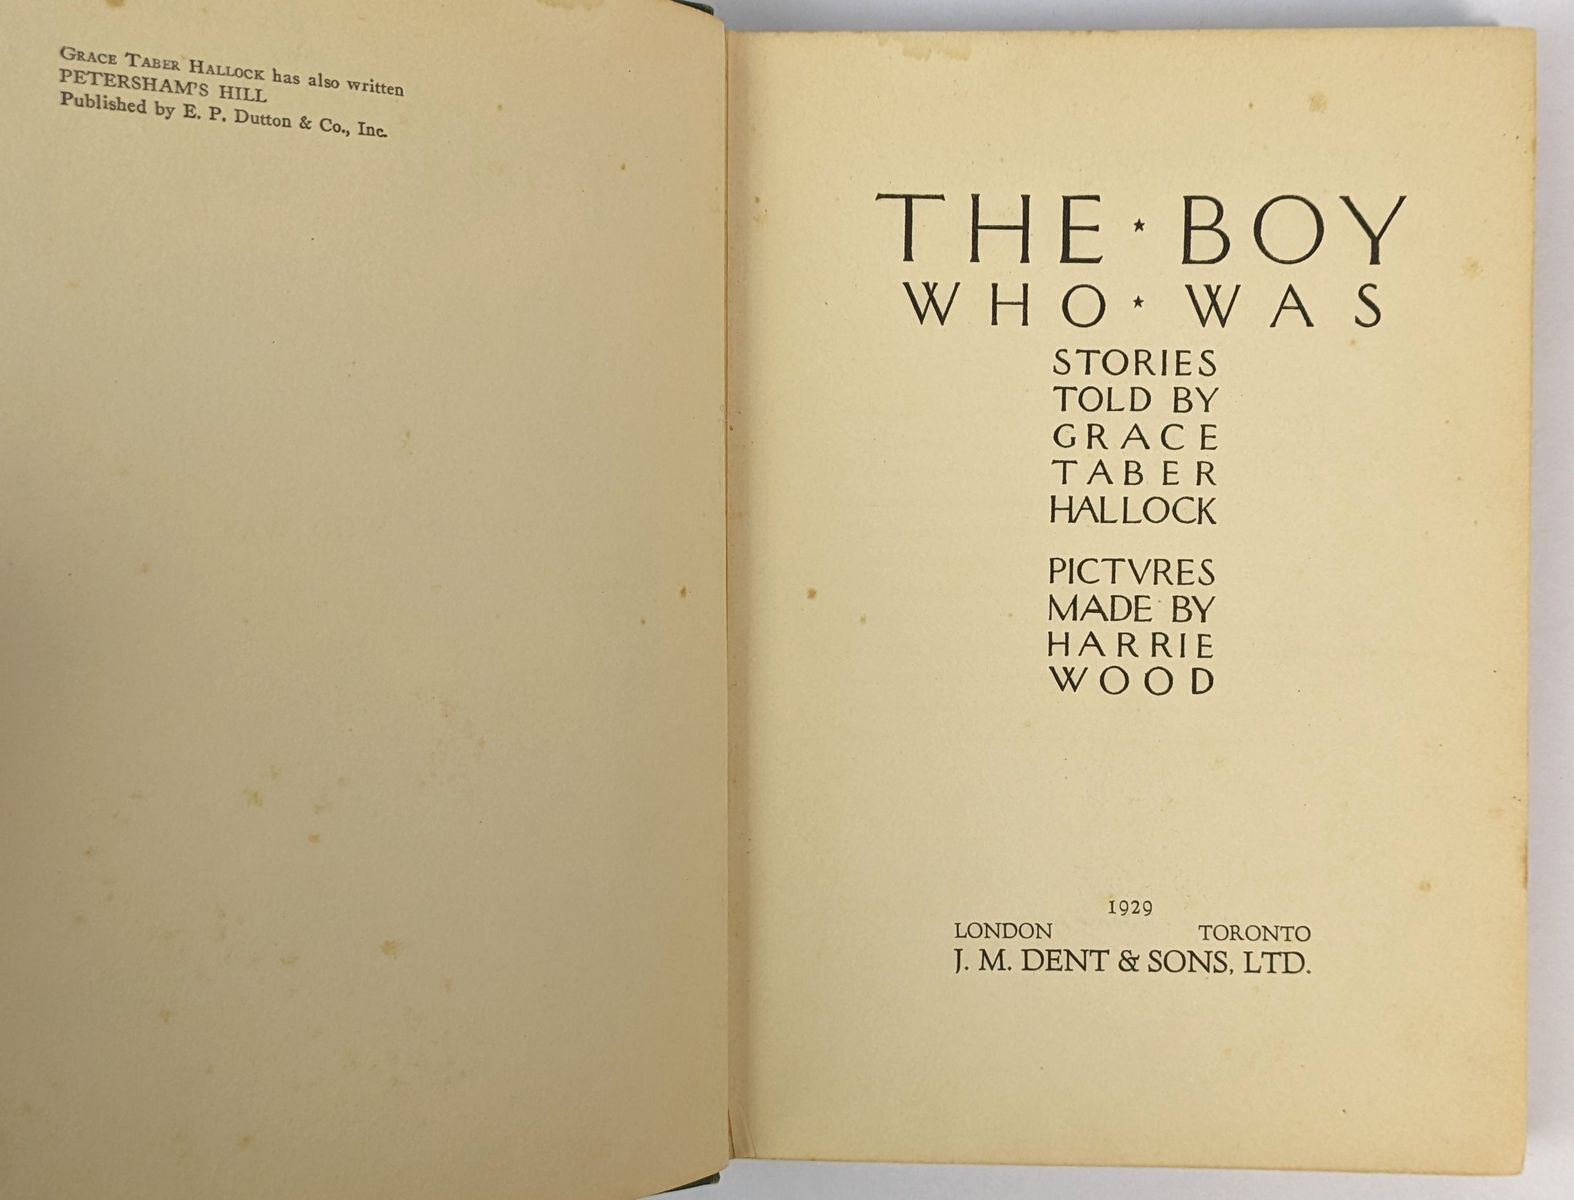 GRACE TABER HALLOCK has also written
PETERSHAM'S HILL
Published by E. P. Dutton & Co., Inc.
THE ⋆ BOY
WHO ⋆ WAS
STORIES
TOLD BY
GRACE
TABER
HALLOCK
PICTVRES
MADE BY
HARRIE
WOOD
1929
LONDON TORONTO
J. M. DENT & SONS, LTD.